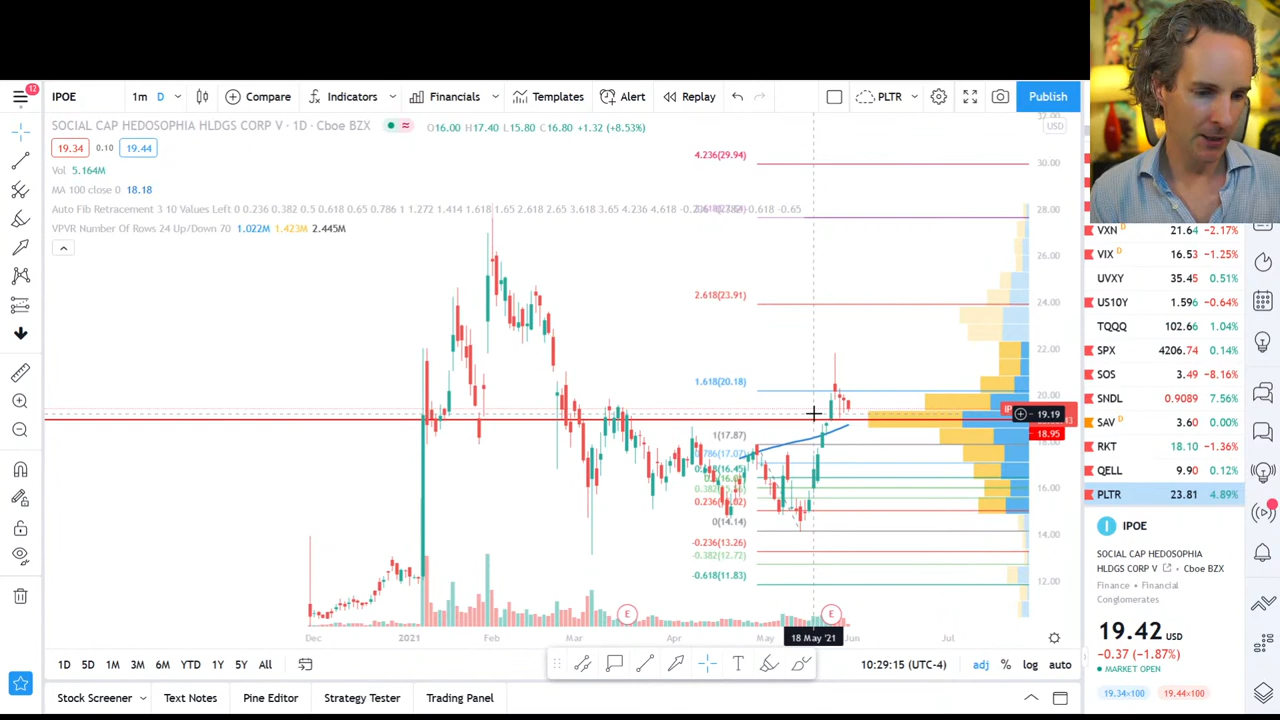 12
IPOE
1m
D
Compare
Indicators
Financials
Templates
Alert
Replay
PLTR
Publish
SOCIAL CAP HEDOSOPHIA HLDGS CORP V · 1D · Cboe BZX
O16.00 H17.40 L15.80 C16.80 +1.32 (+8.53%)
USD
19.34
0.10
19.44
Vol 5.164M
MA 100 close 0 18.18
Auto Fib Retracement 3 10 Values Left 0 0.236 0.382 0.5 0.618 0.65 0.786 1 1.272 1.414 1.618 1.65 2.618 2.65 3.618 3.65 4.236 4.618
VPVR Number Of Rows 24 Up/Down 70 1.022M 1.423M 2.445M
4.236(29.94)
2.618(23.91)
1.618(20.18)
1(17.87)
0(14.14)
-0.236(13.26)
-0.382(12.72)
-0.618(11.83)
30.00
28.00
26.00
24.00
22.00
20.00
19.19
18.95
16.00
14.00
12.00
E
E
Dec
2021
Feb
Mar
Apr
May
18 May '21
Jun
Jul
VXN D 21.64 −2.17%
VIX D 16.53 −1.25%
UVXY 35.45 0.51%
US10Y 1.596 −0.64%
TQQQ 102.66 1.04%
SPX 4206.74 0.14%
SOS 3.49 −8.16%
SNDL 0.9089 7.56%
SAV D 3.60 0.00%
RKT 18.10 −1.36%
QELL 9.90 0.12%
PLTR 23.81 4.89%
I
IPOE
SOCIAL CAP HEDOSOPHIA
HLDGS CORP V · Cboe BZX
Finance · Financial
Conglomerates
19.42 USD
−0.37 (−1.87%)
MARKET OPEN
19.34×100
19.44×100
1D
5D
1M
3M
6M
YTD
1Y
5Y
All
T
10:29:15 (UTC-4)
adj
%
log
auto
Stock Screener
Text Notes
Pine Editor
Strategy Tester
Trading Panel